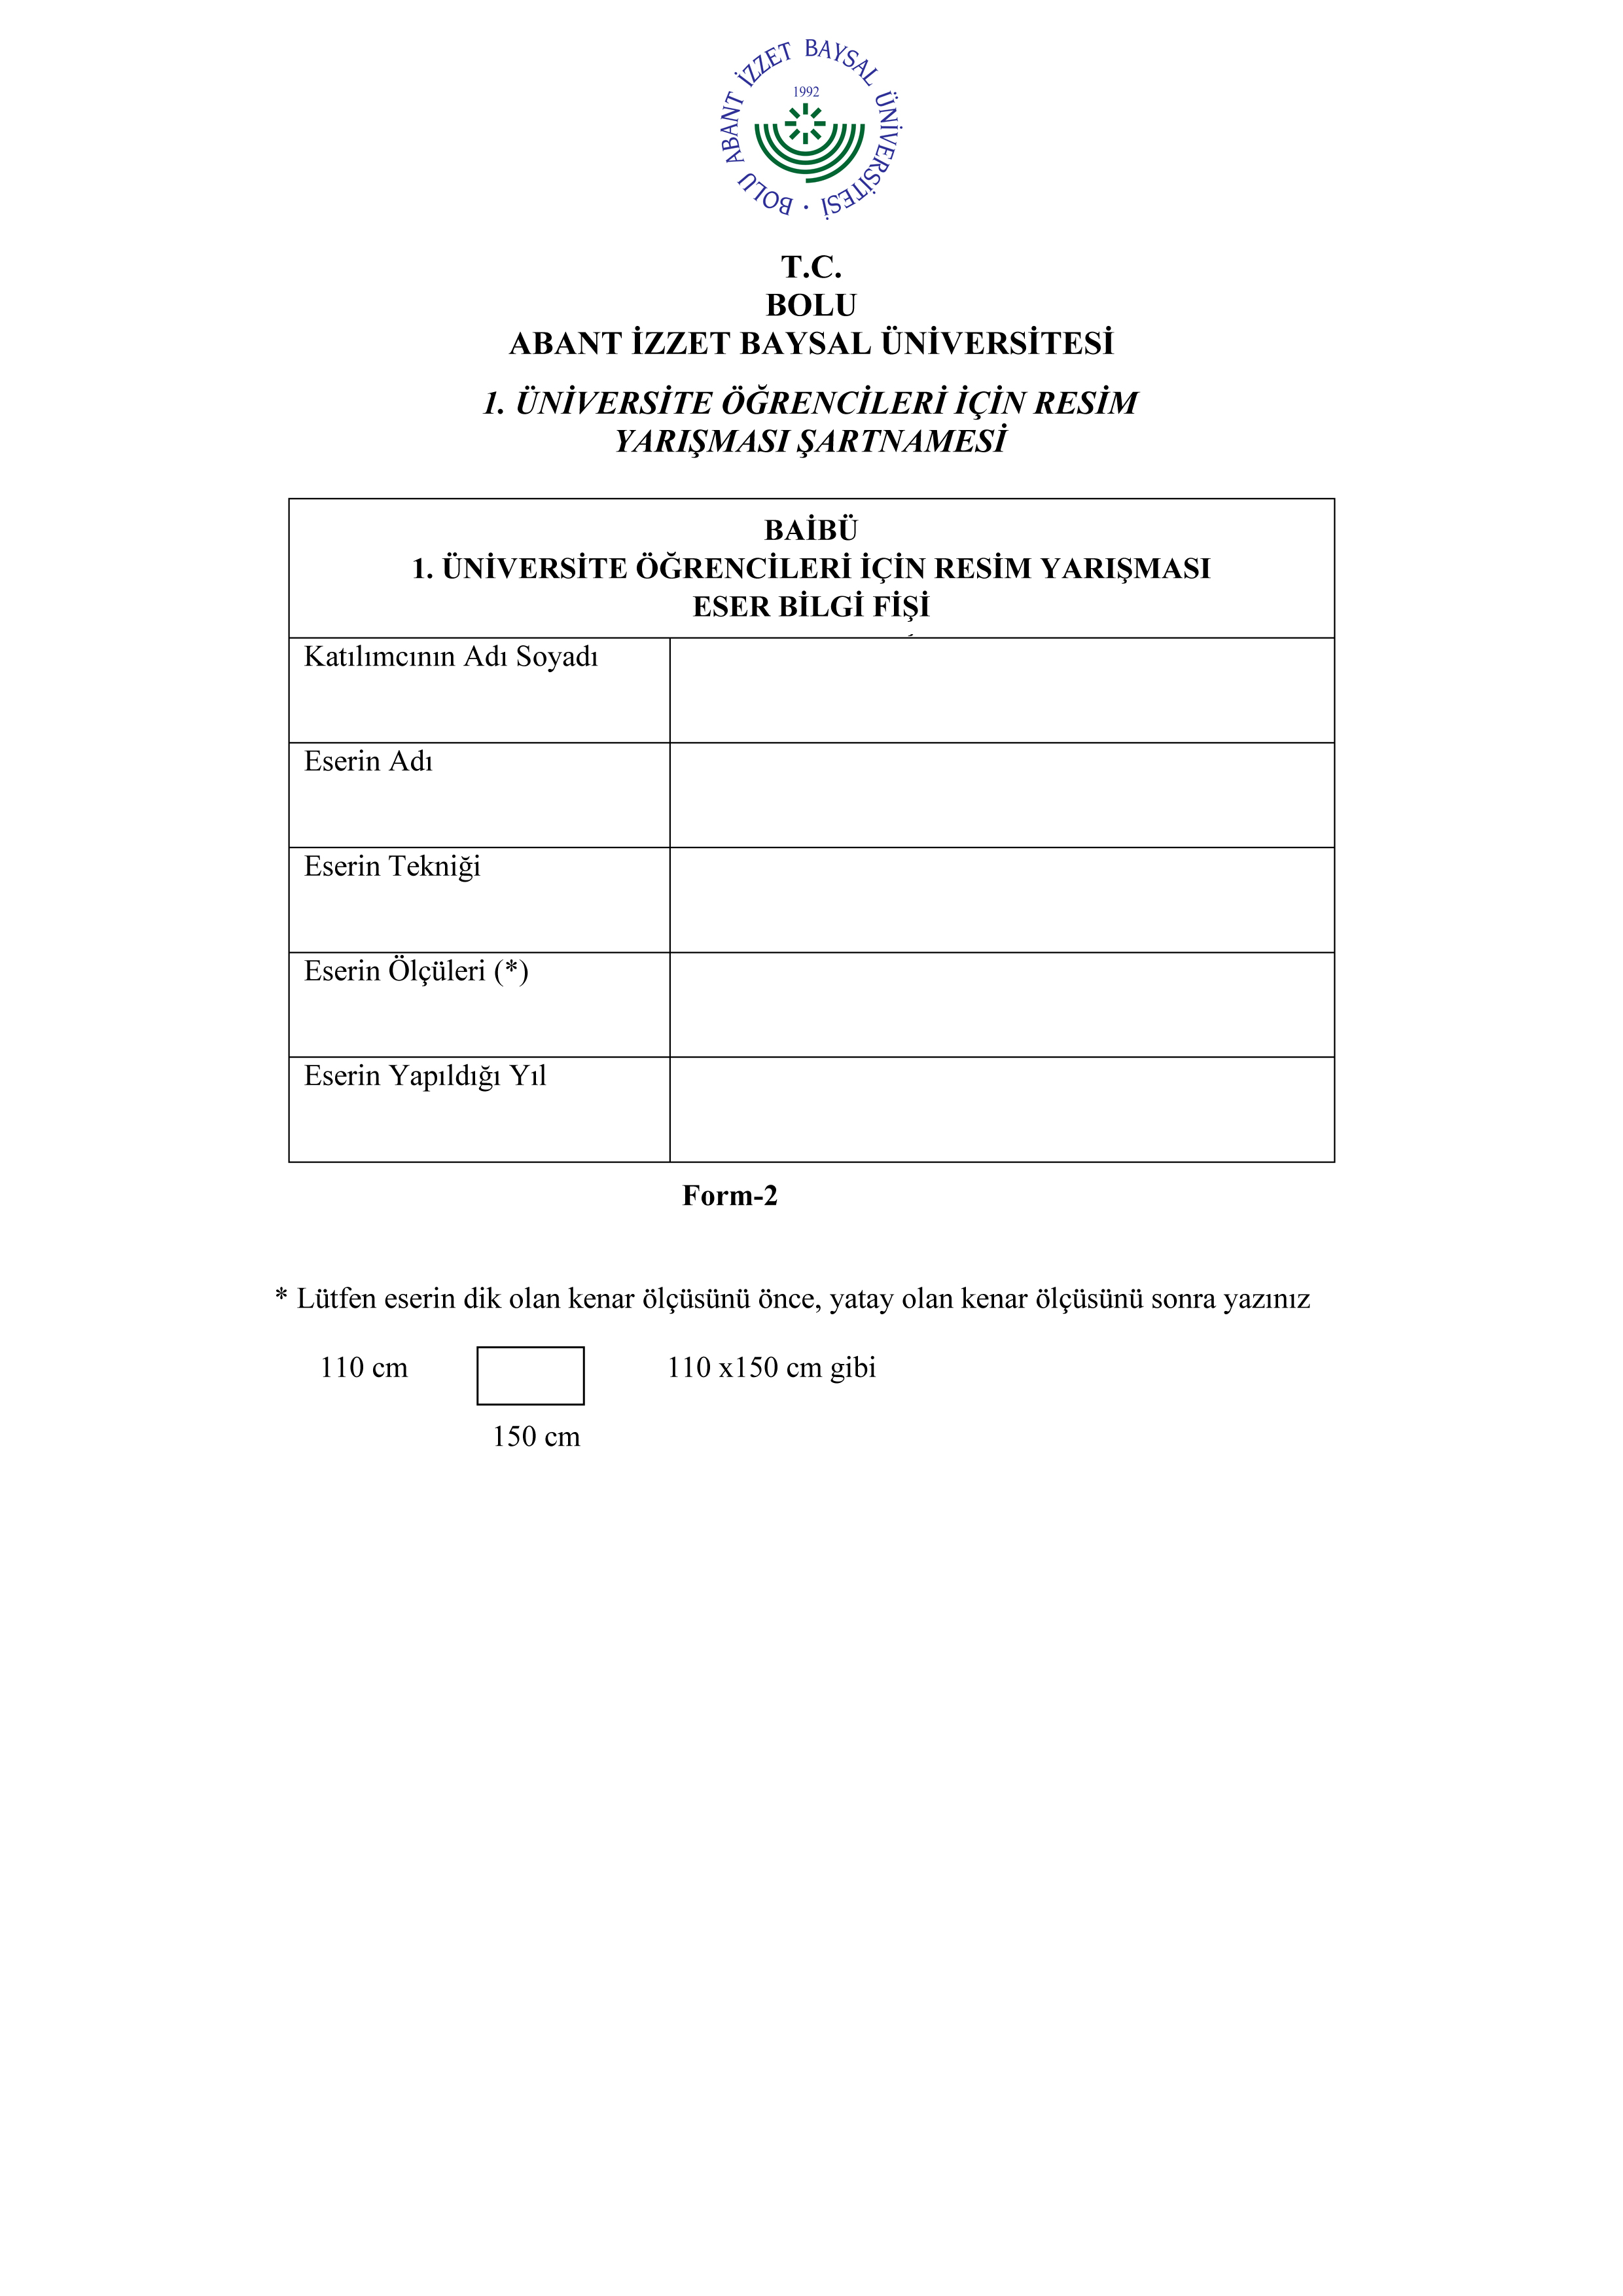 BOLU ABANT İZZET BAYSAL ÜNİVERSİTESİ ·
1992
T.C.
BOLU
ABANT İZZET BAYSAL ÜNİVERSİTESİ
1. ÜNİVERSİTE ÖĞRENCİLERİ İÇİN RESİM
YARIŞMASI ŞARTNAMESİ
BAİBÜ
1. ÜNİVERSİTE ÖĞRENCİLERİ İÇİN RESİM YARIŞMASI
ESER BİLGİ FİŞİ
Katılımcının Adı Soyadı
Eserin Adı
Eserin Tekniği
Eserin Ölçüleri (*)
Eserin Yapıldığı Yıl
Form-2
* Lütfen eserin dik olan kenar ölçüsünü önce, yatay olan kenar ölçüsünü sonra yazınız
110 cm 110 x150 cm gibi
150 cm